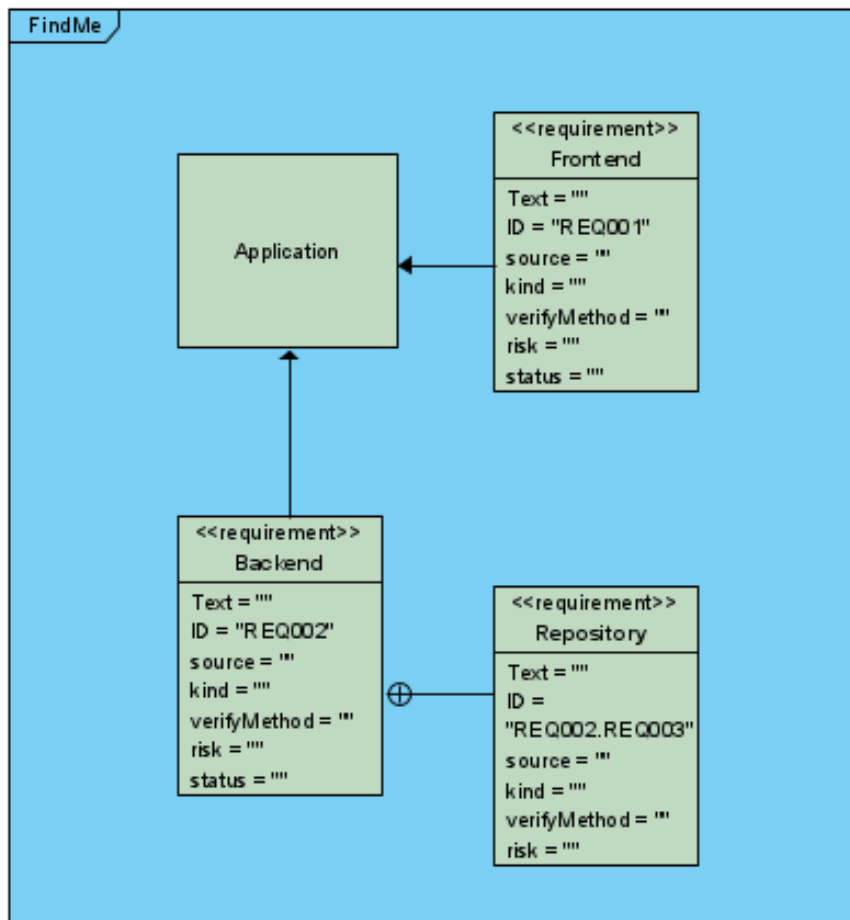 FindMe
<<requirement>>
Frontend
Text = ""
ID = "REQ001"
source = ""
kind = ""
verifyMethod = ""
risk = ""
status = ""
Application
<<requirement>>
Backend
Text = ""
ID = "REQ002"
source = ""
kind = ""
verifyMethod = ""
risk = ""
status = ""
<<requirement>>
Repository
Text = ""
ID =
"REQ002.REQ003"
source = ""
kind = ""
verifyMethod = ""
risk = ""